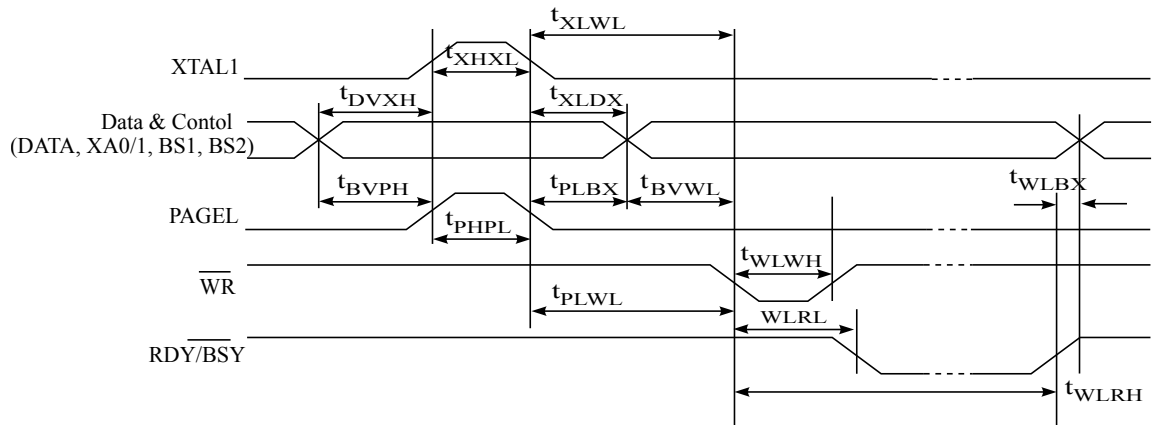 tXLWL
XTAL1
tXHXL
tDVXH
tXLDX
Data & Contol
(DATA, XA0/1, BS1, BS2)
tBVPH
tPLBX
tBVWL
tWLBX
PAGEL
tPHPL
WR
tWLWH
tPLWL
WLRL
RDY/BSY
tWLRH